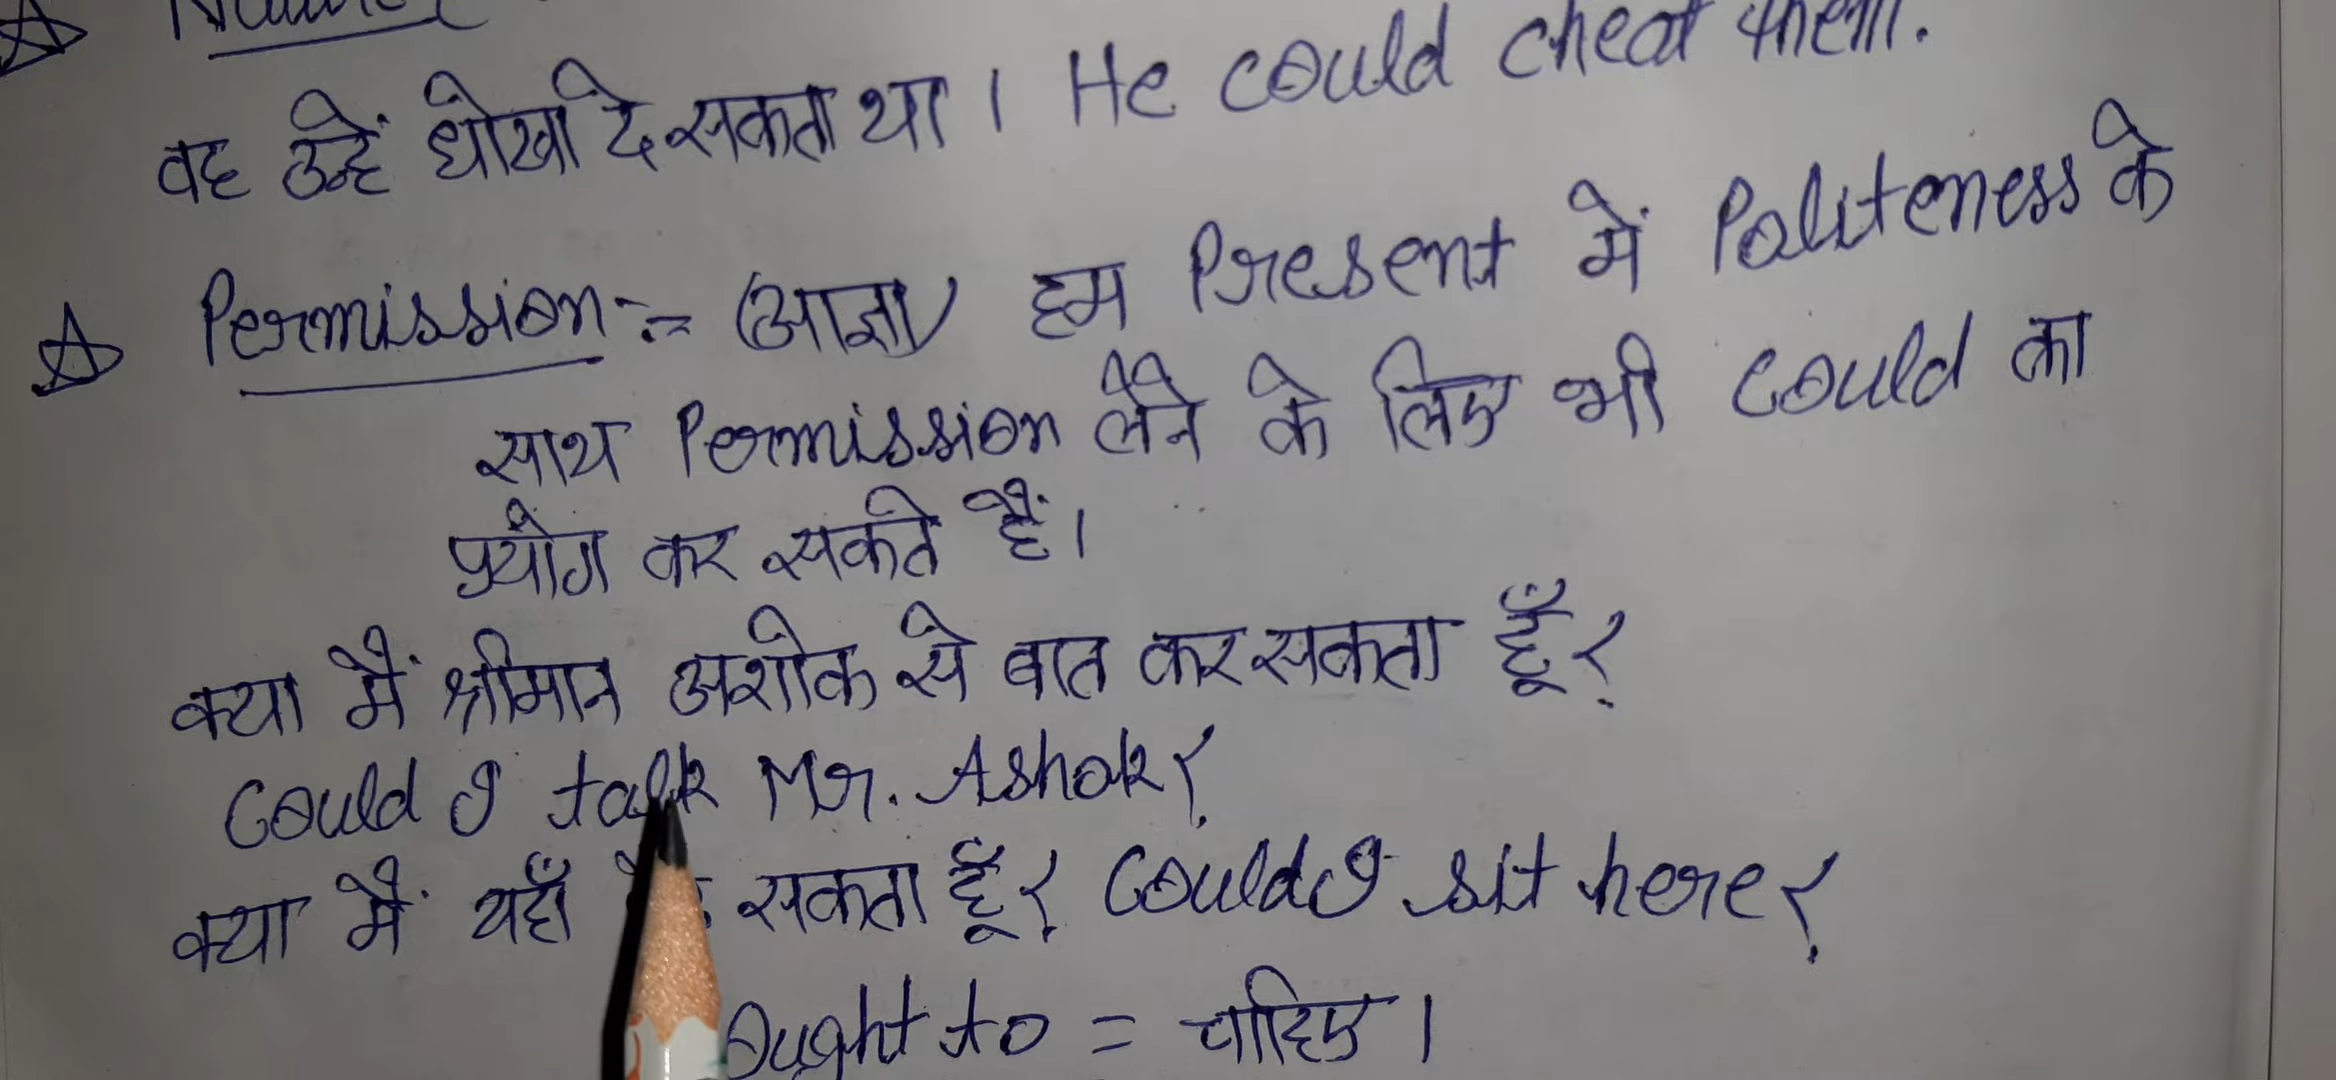 वह उन्हें धोखा दे सकता था । He could cheat them.
Permission := (आज्ञा) हम Present में Politeness के
साथ Permission लेने के लिए भी could का
प्रयोग कर सकते हैं।
क्या मैं श्रीमान अशोक से बात कर सकता हूँ?
Could I talk Mr. Ashok?
क्या मैं यहाँ सकता हूँ? Could I sit here?
Ought to = चाहिए ।